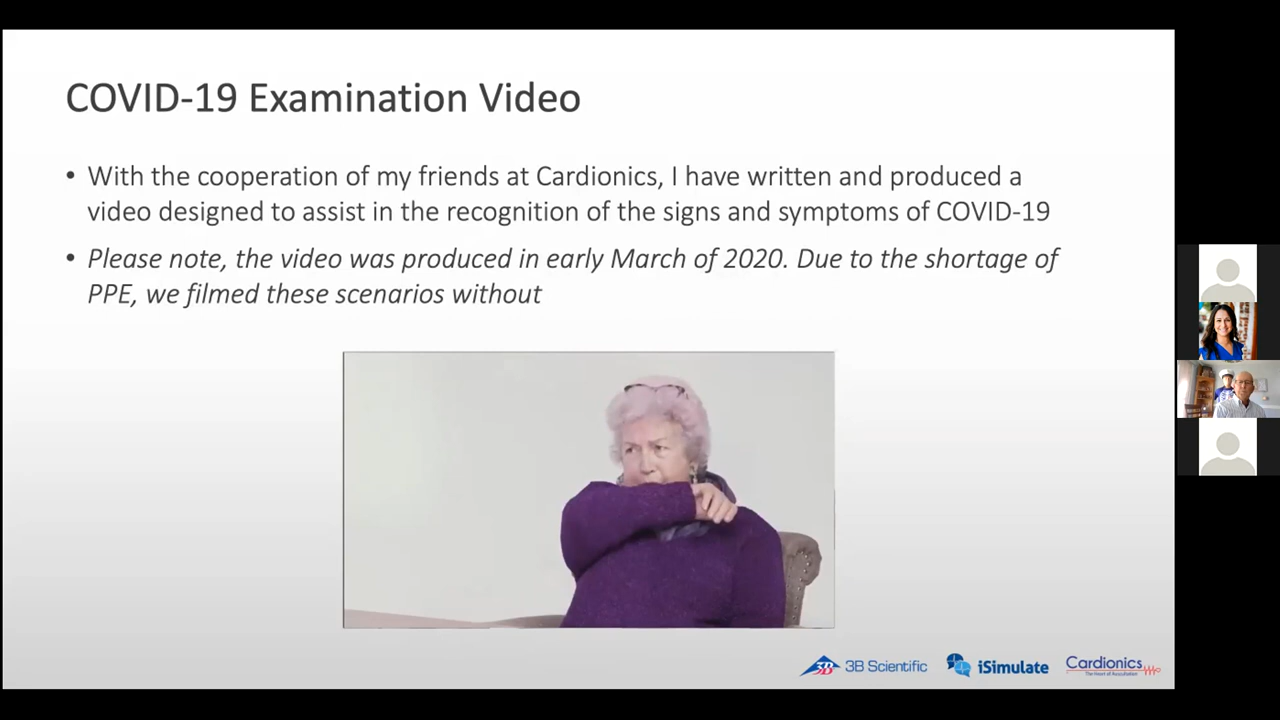 COVID-19 Examination Video
• With the cooperation of my friends at Cardionics, I have written and produced a
video designed to assist in the recognition of the signs and symptoms of COVID-19
• Please note, the video was produced in early March of 2020. Due to the shortage of
PPE, we filmed these scenarios without
3B 3B Scientific
iSimulate
Cardionics
The Heart of Auscultation